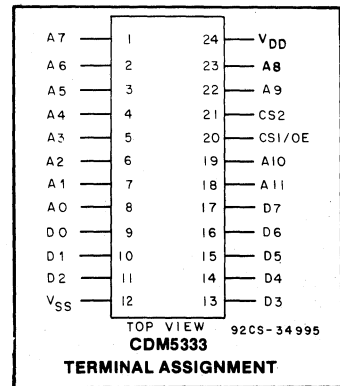 A7 1 24 VDD
A6 2 23 A8
A5 3 22 A9
A4 4 21 CS2
A3 5 20 CS1/OE
A2 6 19 A10
A1 7 18 A11
A0 8 17 D7
D0 9 16 D6
D1 10 15 D5
D2 11 14 D4
VSS 12 13 D3
TOP VIEW 92CS-34995
CDM5333
TERMINAL ASSIGNMENT